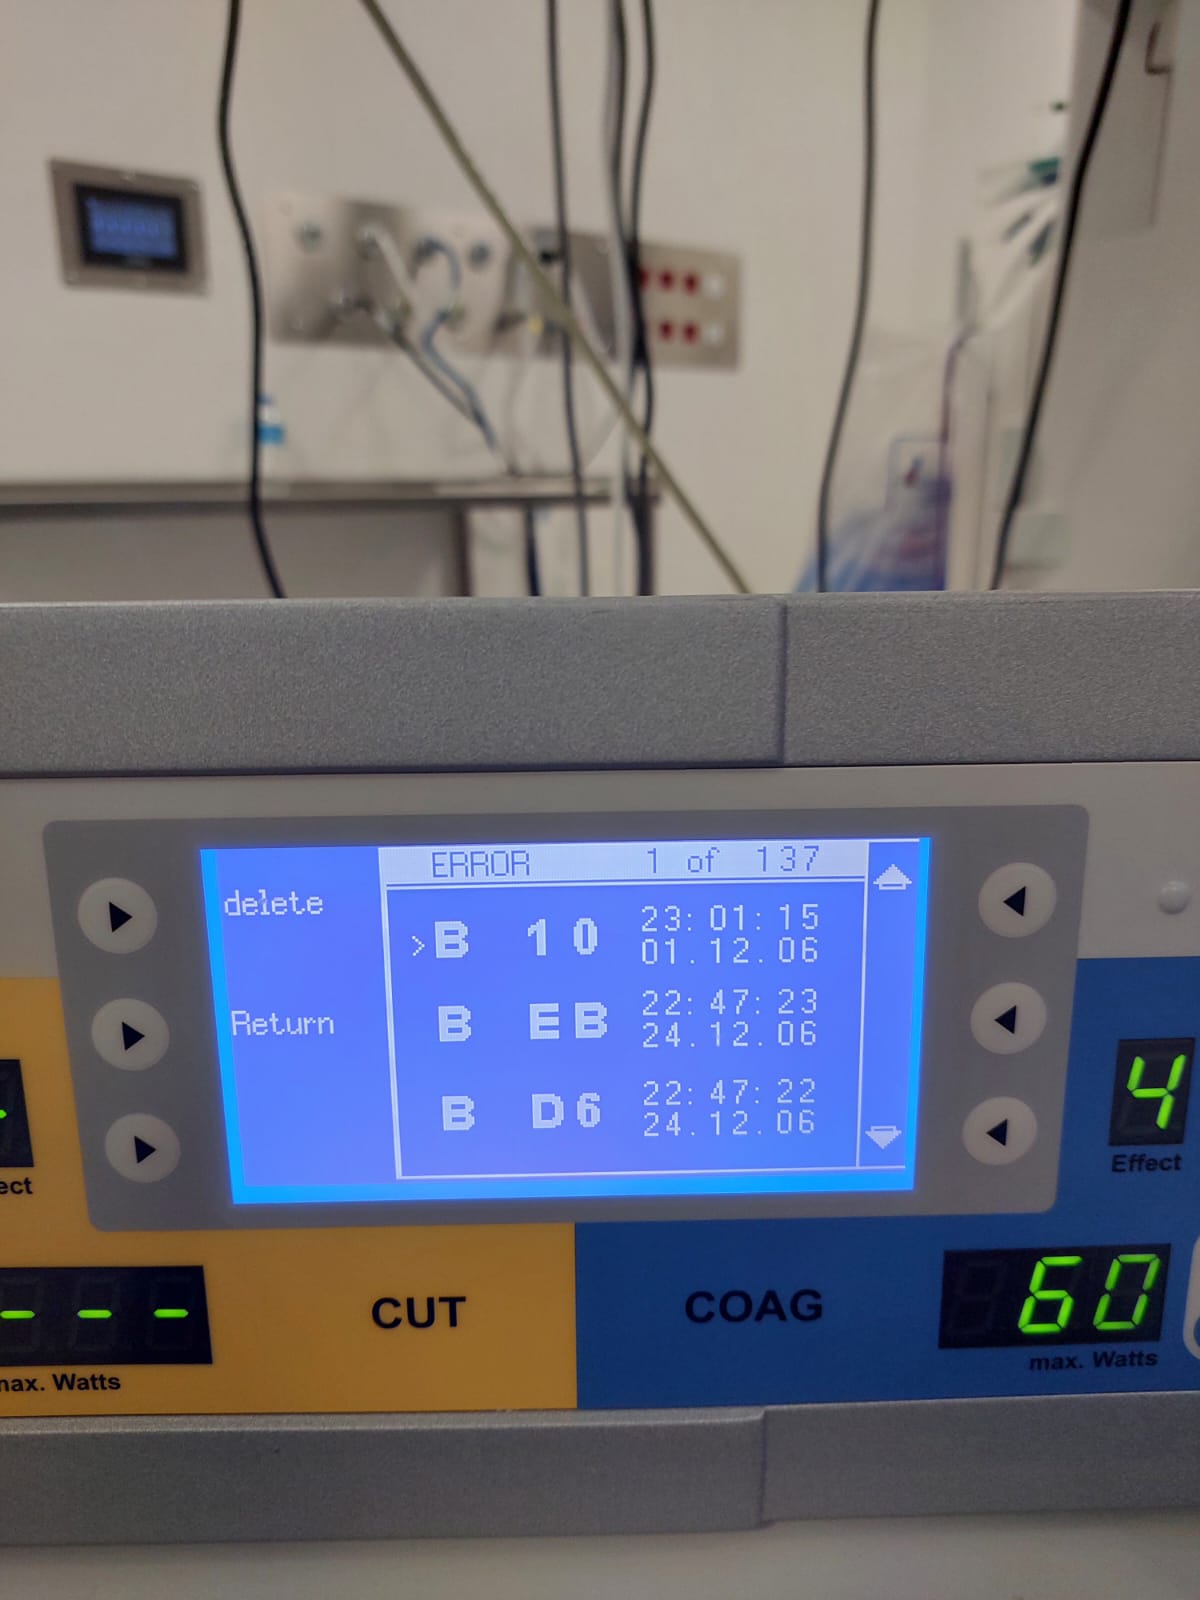 delete
Return
ERROR 1 of 137
>B 10 23:01:15
01.12.06
B EB 22:47:23
24.12.06
B D6 22:47:22
24.12.06
4
Effect
ect
- - -
max. Watts
CUT
COAG
60
max. Watts